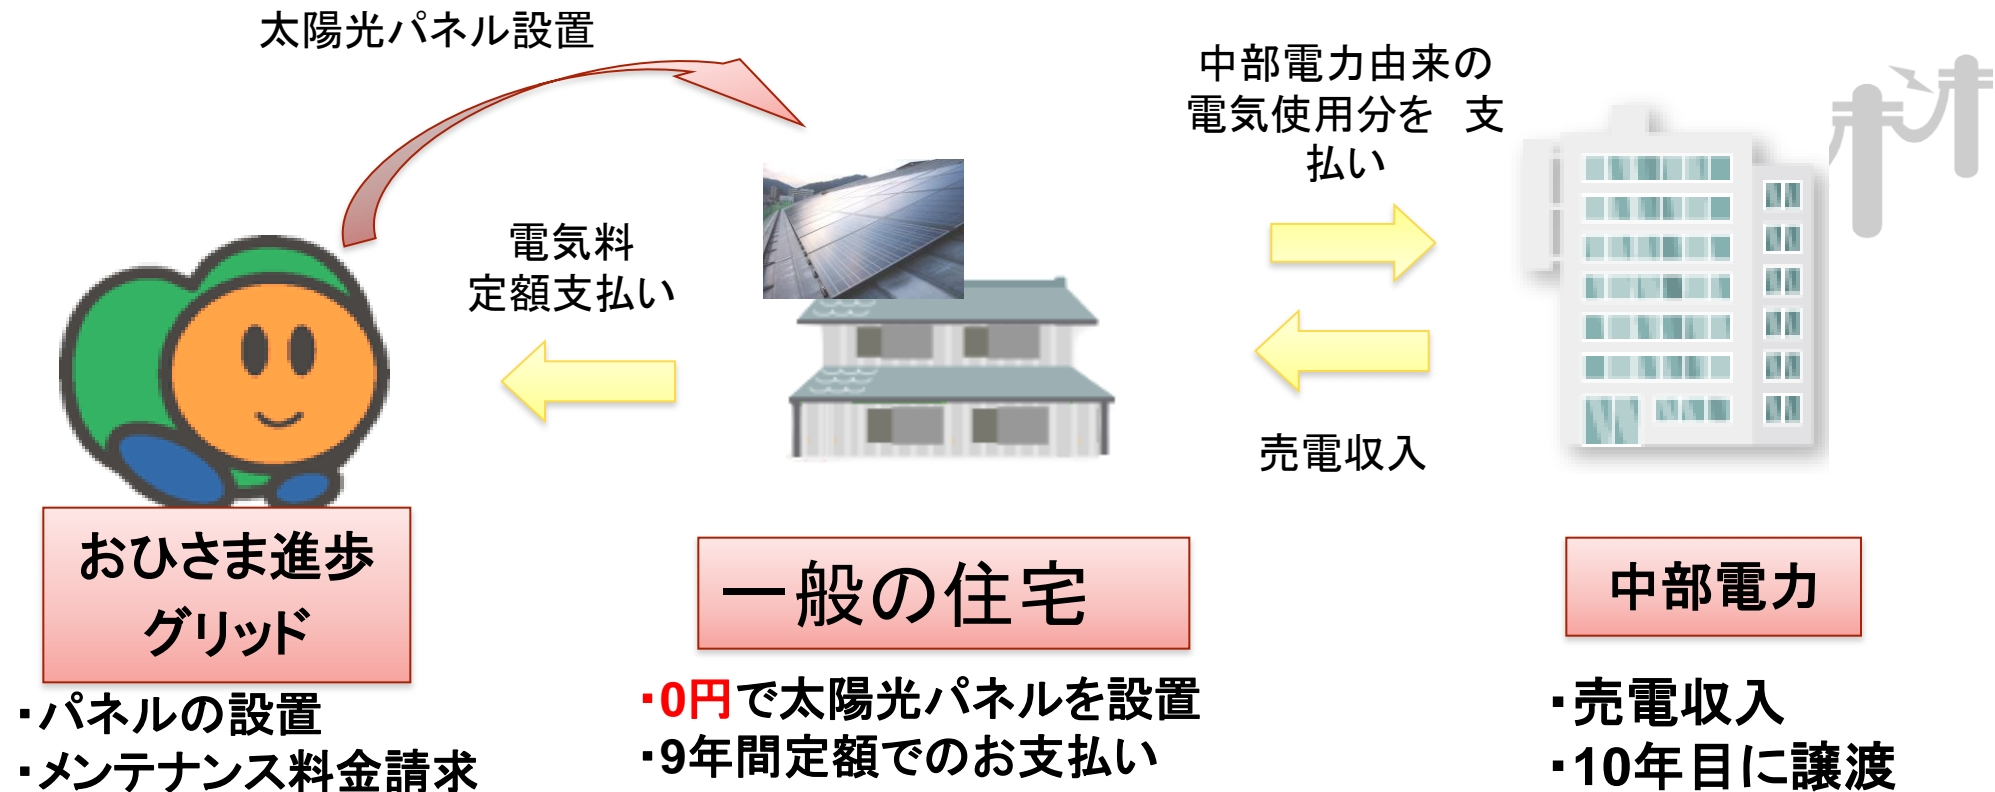 太陽光パネル設置
中部電力由来の
電気使用分を　支
払い
電気料
定額支払い
売電収入
おひさま進歩
グリッド
一般の住宅
中部電力
・パネルの設置
・メンテナンス料金請求
・0円で太陽光パネルを設置
・9年間定額でのお支払い
・売電収入
・10年目に譲渡